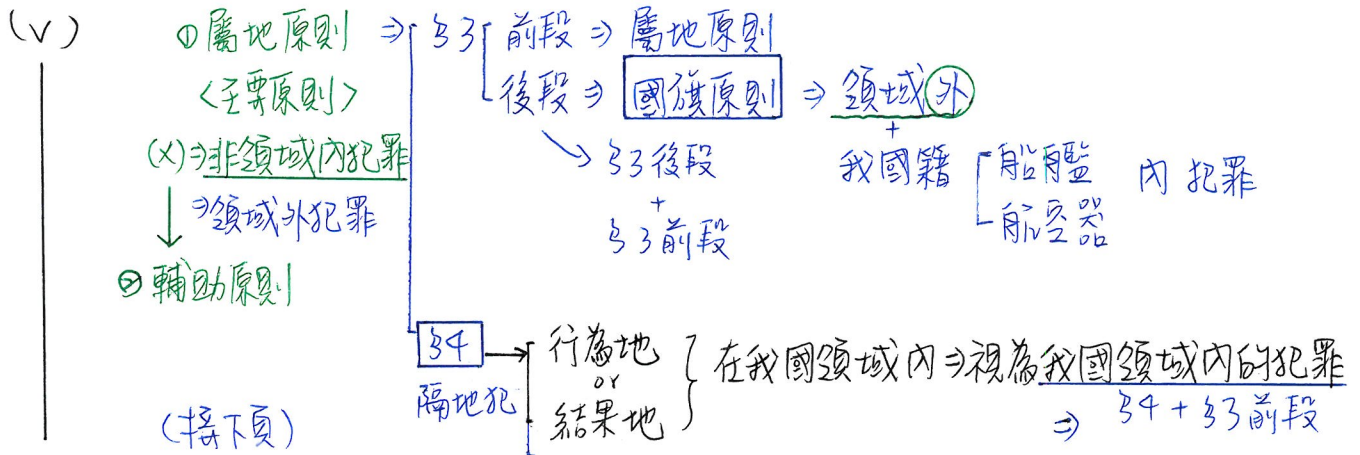 (v) ①屬地原則 ⇒ §3 前段 ⇒ 屬地原則
<主要原則> 後段 ⇒ 國旗原則 ⇒ 領域外
+
(x)⇒非領域內犯罪 §3後段 我國籍 船艦 內犯罪
⇒領域外犯罪 + 航空器
§3前段
②輔助原則
§4 → 行為地
or
隔地犯 結果地 } 在我國領域內⇒視為我國領域內的犯罪
(接下頁) ⇒ §4+§3前段